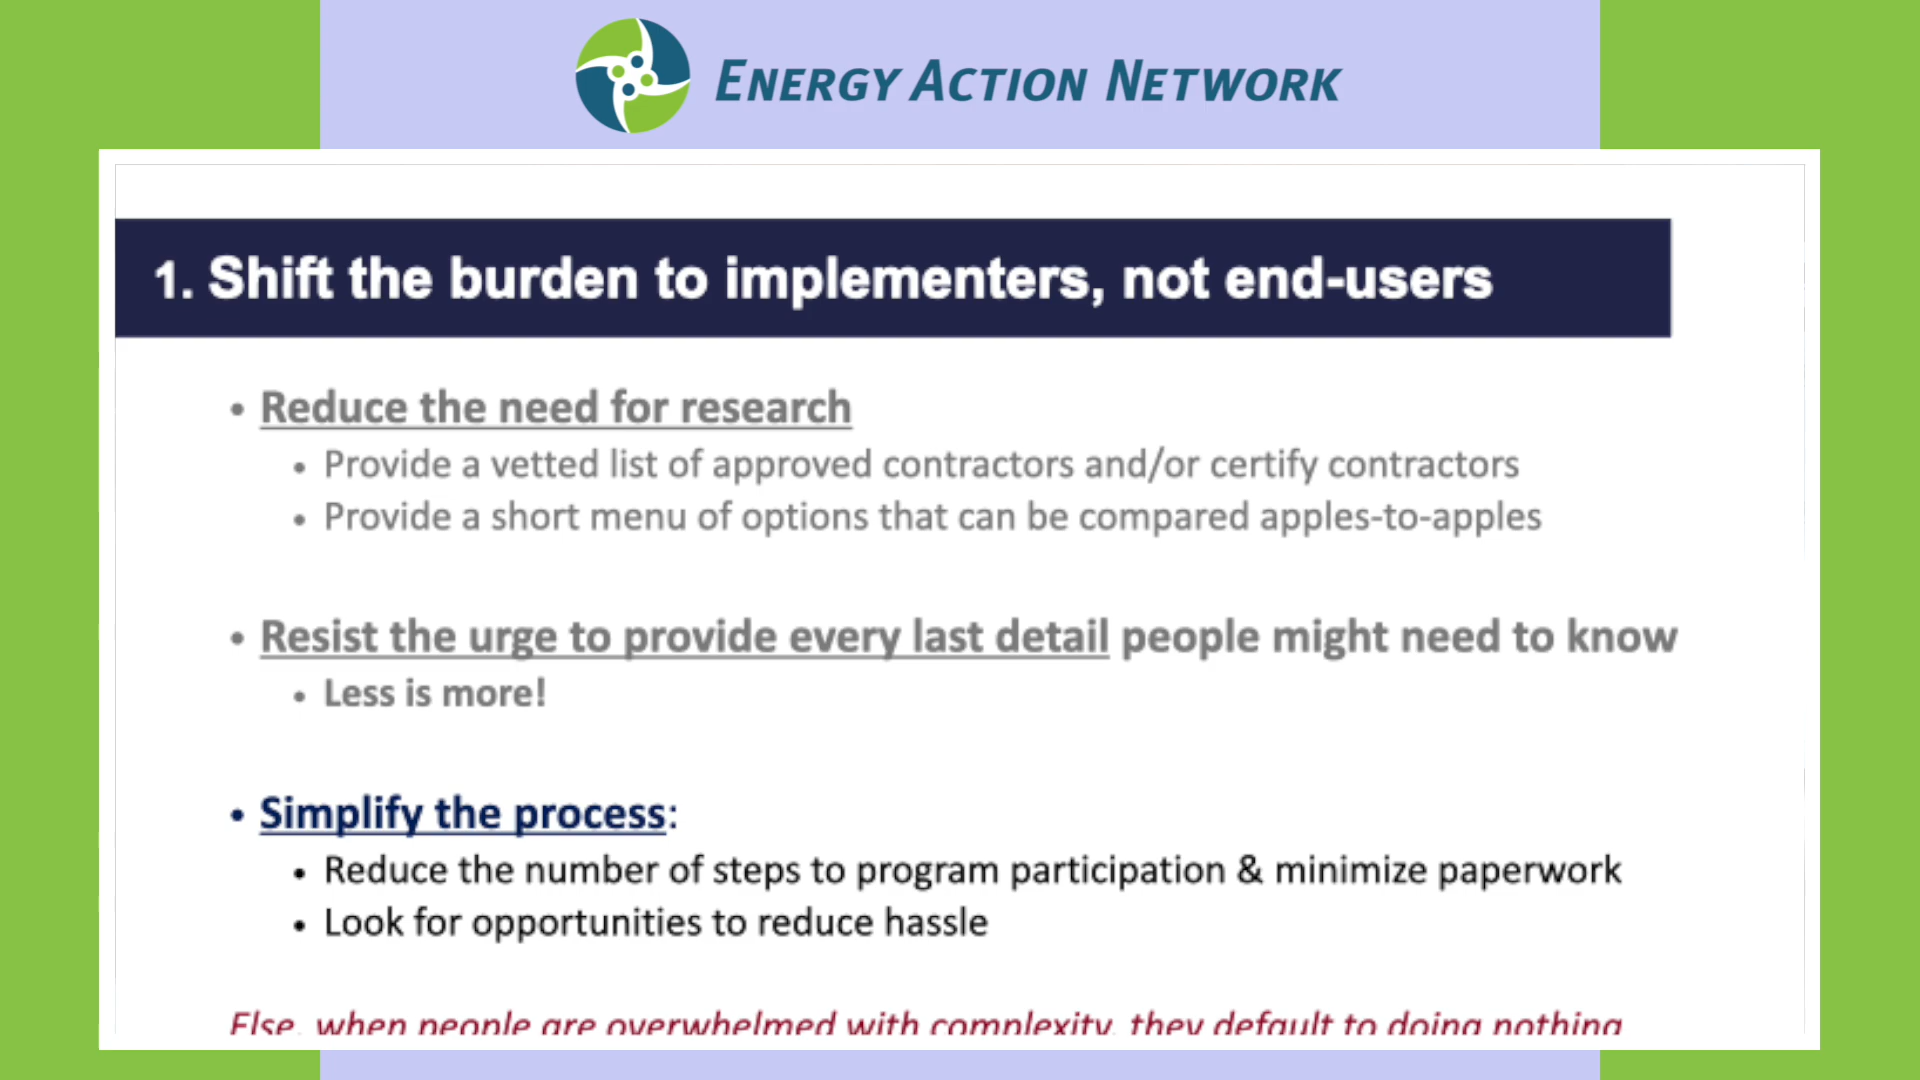 ENERGY ACTION NETWORK
1. Shift the burden to implementers, not end-users
• Reduce the need for research
• Provide a vetted list of approved contractors and/or certify contractors
• Provide a short menu of options that can be compared apples-to-apples
• Resist the urge to provide every last detail people might need to know
• Less is more!
• Simplify the process:
• Reduce the number of steps to program participation & minimize paperwork
• Look for opportunities to reduce hassle
Else, when people are overwhelmed with complexity, they default to doing nothing